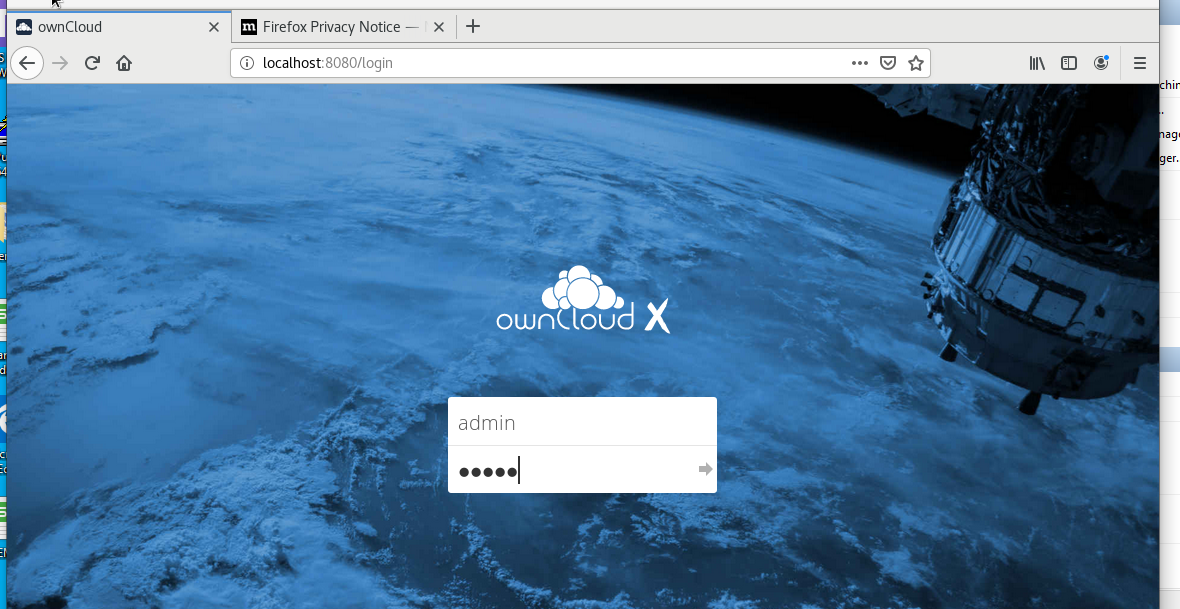 ownCloud
Firefox Privacy Notice —
localhost:8080/login
ownCloud X
admin
•••••